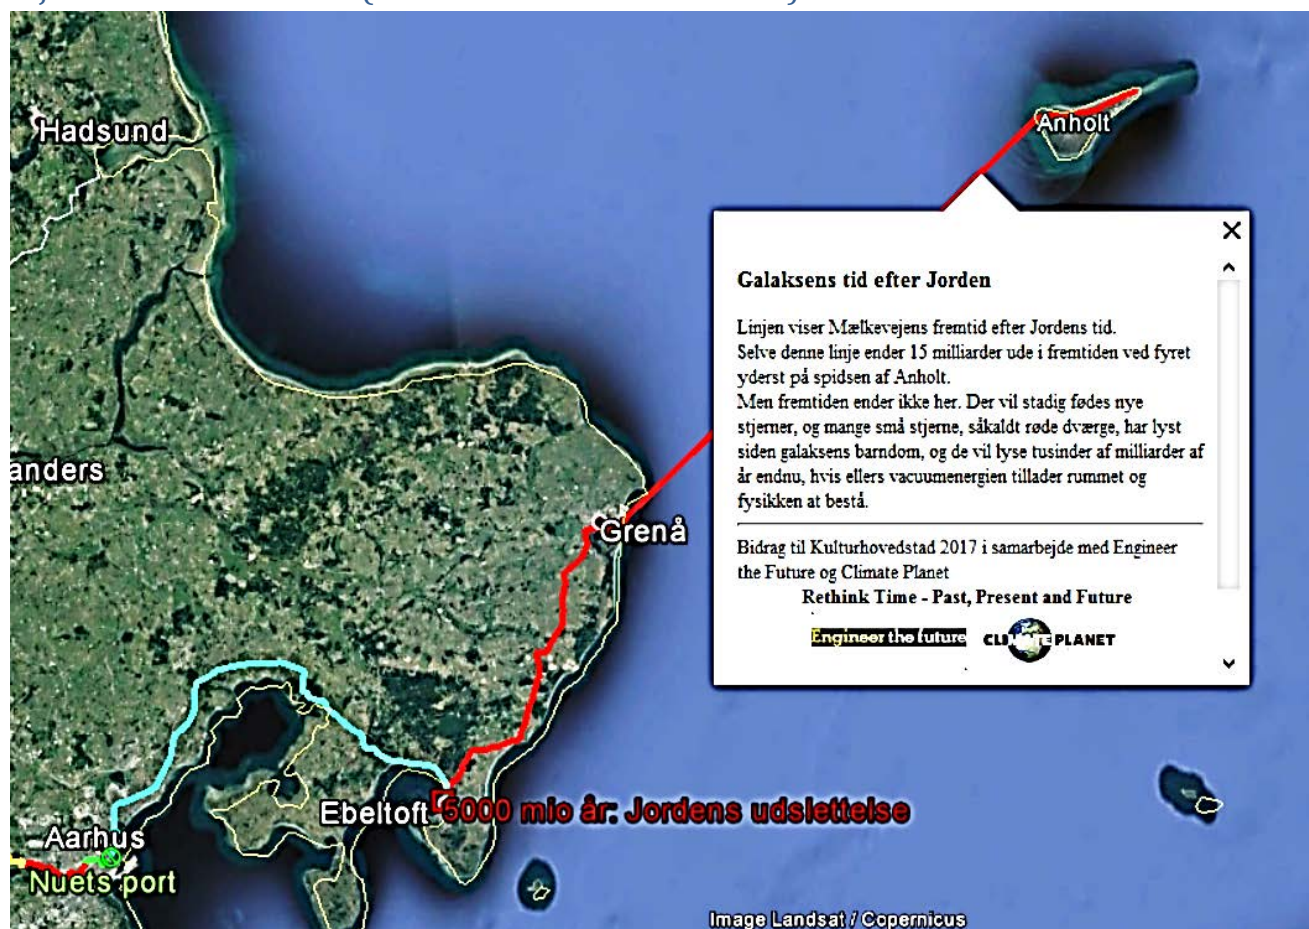 Hadsund
Anholt
Galaksens tid efter Jorden
Linjen viser Mælkevejens fremtid efter Jordens tid.
Selve denne linje ender 15 milliarder ude i fremtiden ved fyret
yderst på spidsen af Anholt.
Men fremtiden ender ikke her. Der vil stadig fødes nye
stjerner, og mange små stjerne, såkaldt røde dværge, har lyst
siden galaksens barndom, og de vil lyse tusinder af milliarder af
år endnu, hvis ellers vacuumenergien tillader rummet og
fysikken at bestå.
Bidrag til Kulturhovedstad 2017 i samarbejde med Engineer
the Future og Climate Planet
Rethink Time - Past, Present and Future
Engineer the future CLIMATE PLANET
anders
Grenå
Ebeltoft 5000 mio år: Jordens udslettelse
Aarhus
Nuets port
Image Landsat / Copernicus